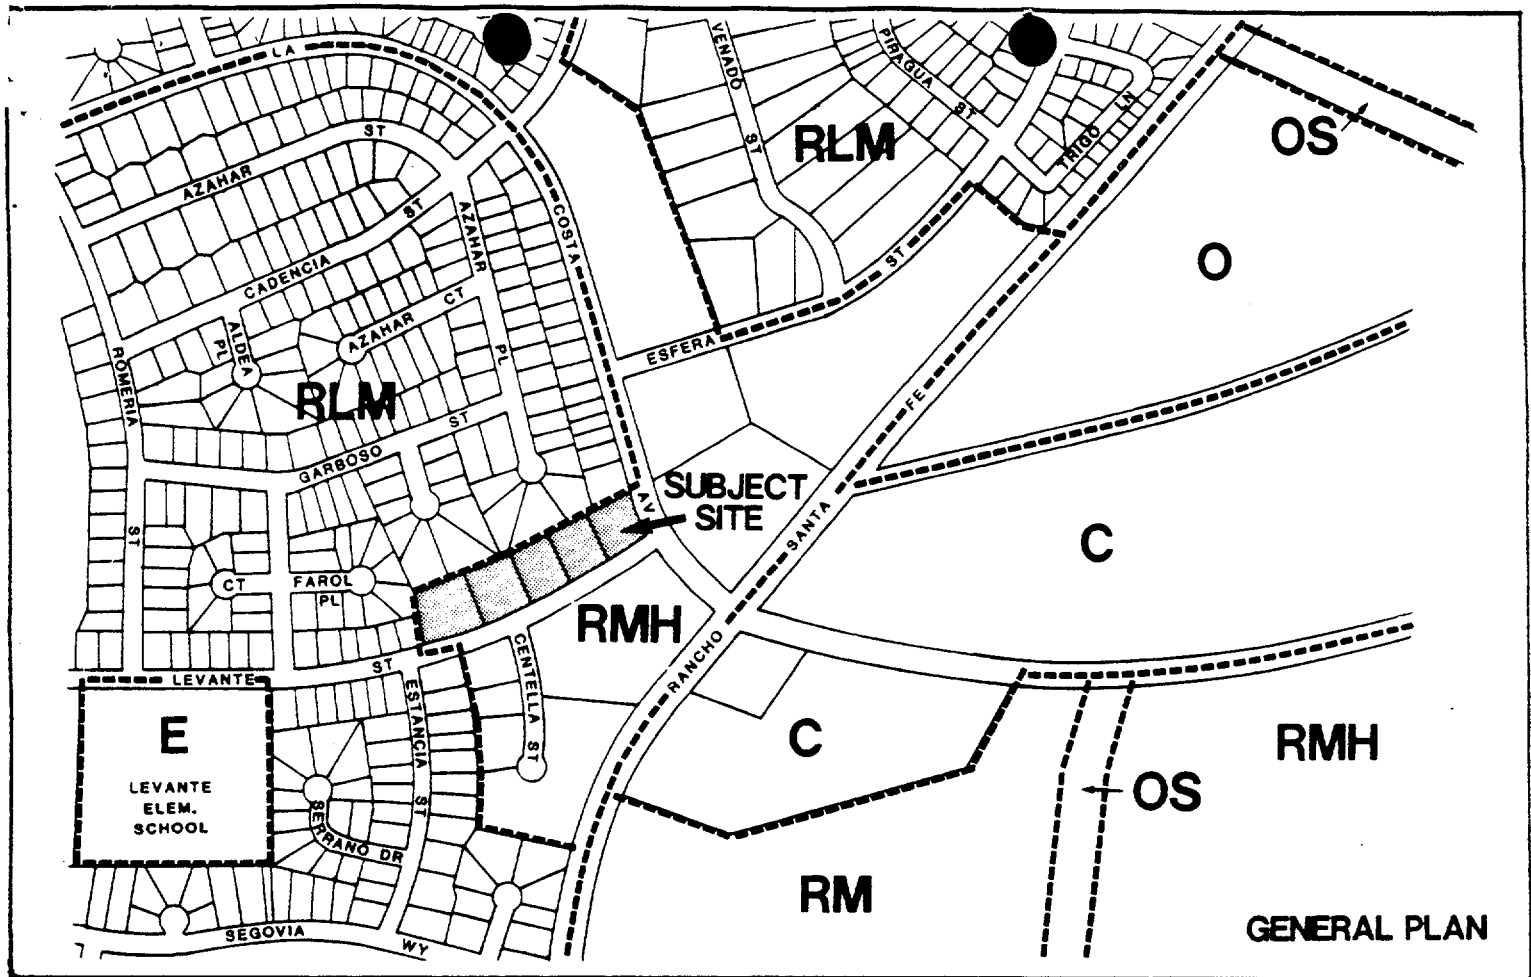 LA
VENADO
ST
PIRAGUA ST
TRIGO LN
OS
RLM
AZAHAR
ST
COSTA
AZAHAR
PL
O
CADENCIA
ST
ST
ESFERA
ALDEA
PL
AZAHAR
CT
ROMERIA
ST
RLM
FE
SANTA
RANCHO
GARBOSO
ST
AV
SUBJECT
SITE
C
CT
FAROL
PL
RMH
CENTELLA ST
LEVANTE
ST
ESTANCIA
ST
E
LEVANTE
ELEM.
SCHOOL
C
RMH
OS
SERRANO DR
RM
SEGOVIA
WY
GENERAL PLAN